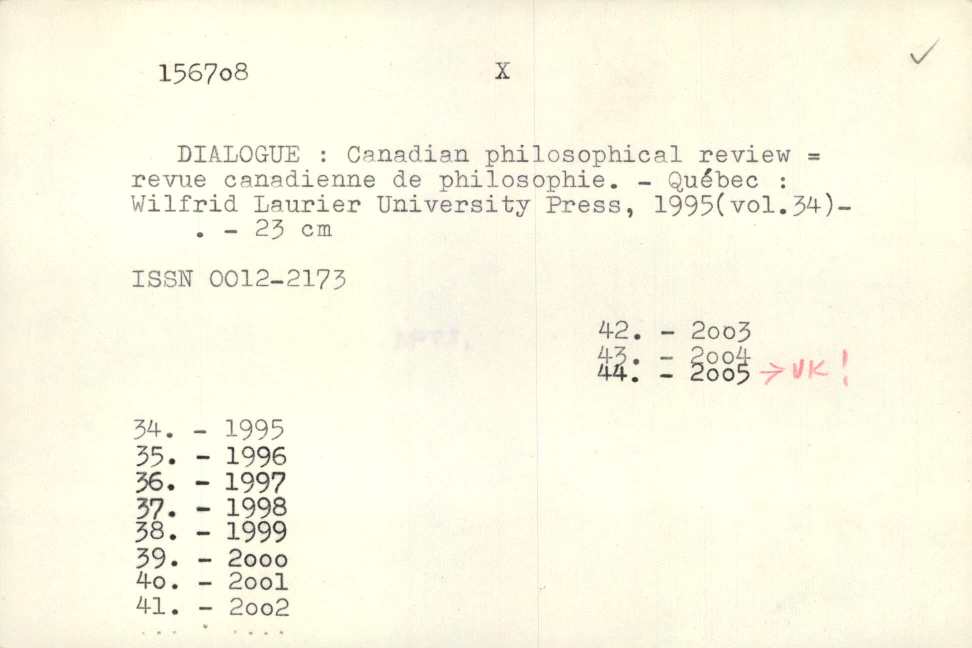 156708 X
DIALOGUE : Canadian philosophical review =
revue canadienne de philosophie. - Québec :
Wilfrid Laurier University Press, 1995(vol.34)-
. - 23 cm
ISSN 0012-2173
42. - 2003
43. - 2004
44. - 2005 → VK !
34. - 1995
35. - 1996
36. - 1997
37. - 1998
38. - 1999
39. - 2000
40. - 2001
41. - 2002